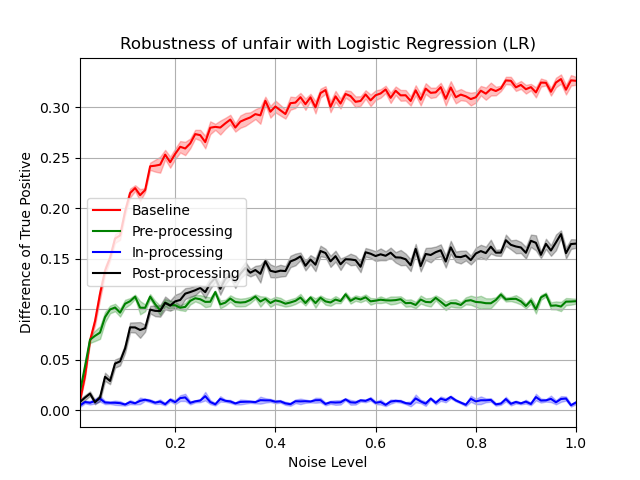 Robustness of unfair with Logistic Regression (LR)
Difference of True Positive
0.30
0.25
0.20
0.15
0.10
0.05
0.00
Baseline
Pre-processing
In-processing
Post-processing
0.2 0.4 0.6 0.8 1.0
Noise Level